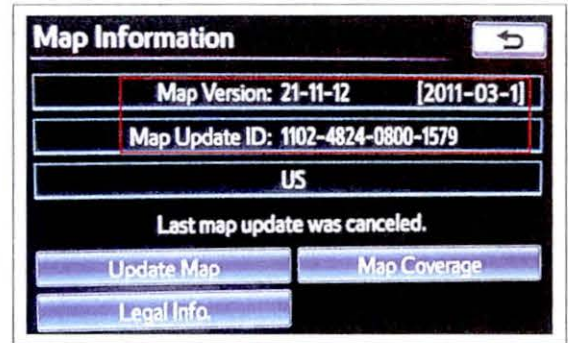 Map Information
Map Version: 21-11-12 [2011-03-1]
Map Update ID: 1102-4824-0800-1579
US
Last map update was canceled.
Update Map Map Coverage
Legal Info.